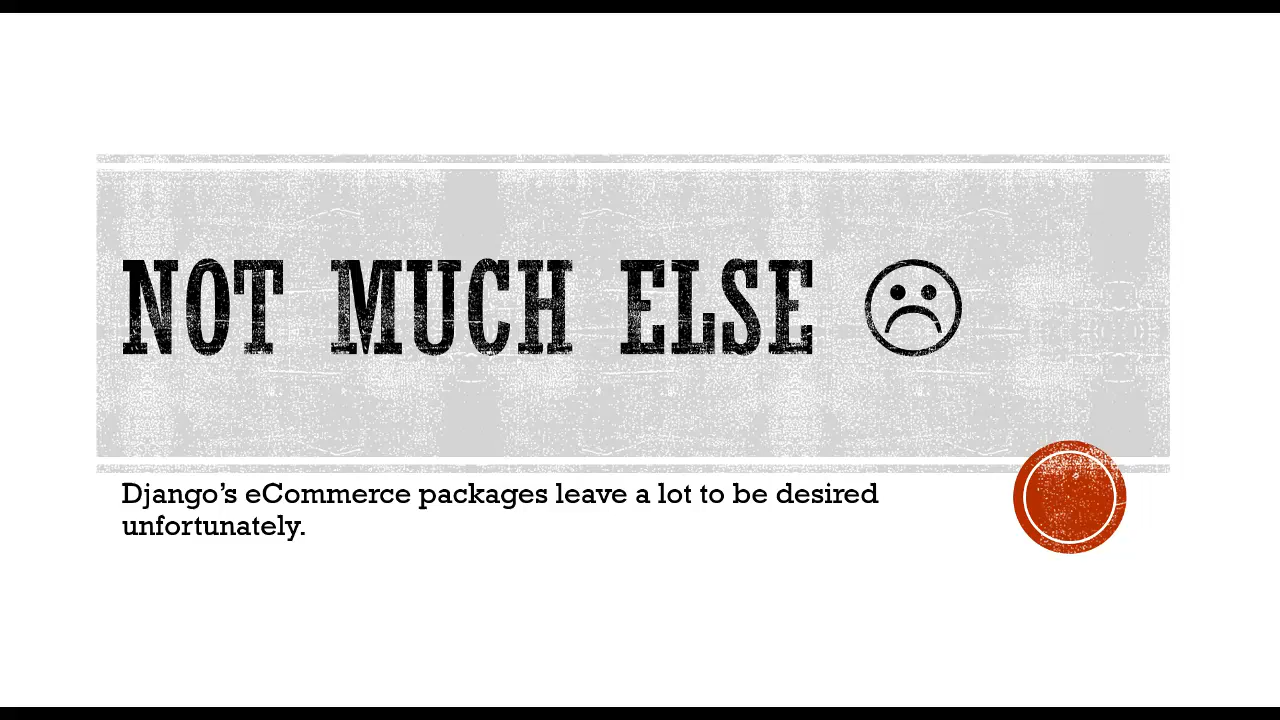 NOT MUCH ELSE ☹
Django’s eCommerce packages leave a lot to be desired
unfortunately.